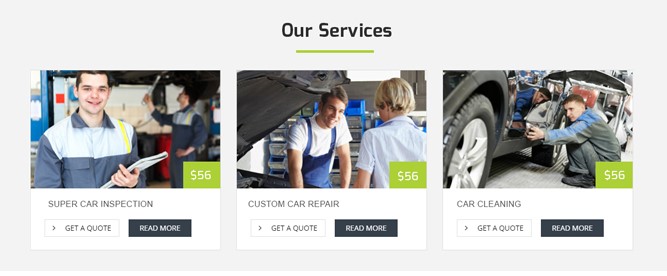 Our Services
$56
$56
$56
SUPER CAR INSPECTION
CUSTOM CAR REPAIR
CAR CLEANING
GET A QUOTE
READ MORE
GET A QUOTE
READ MORE
GET A QUOTE
READ MORE